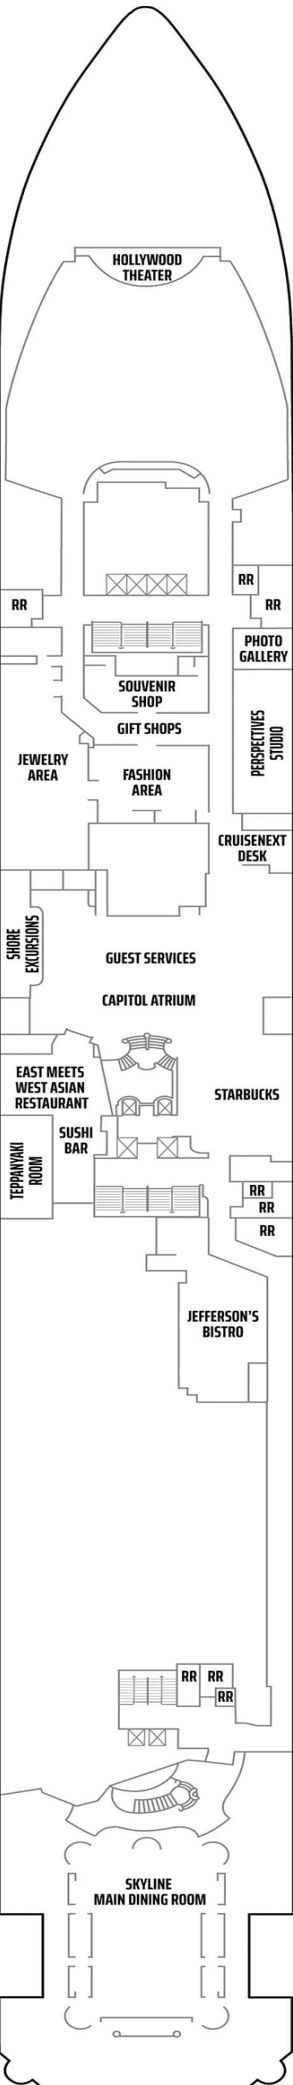 HOLLYWOOD
THEATER
RR
RR
RR
PHOTO
GALLERY
SOUVENIR
SHOP
GIFT SHOPS
PERSPECTIVES
STUDIO
JEWELRY
AREA
FASHION
AREA
CRUISENEXT
DESK
SHORE
EXCURSIONS
GUEST SERVICES
CAPITOL ATRIUM
EAST MEETS
WEST ASIAN
RESTAURANT
STARBUCKS
SUSHI
BAR
TEPPANYAKI
ROOM
RR
RR
RR
JEFFERSON'S
BISTRO
RR
RR
RR
SKYLINE
MAIN DINING ROOM